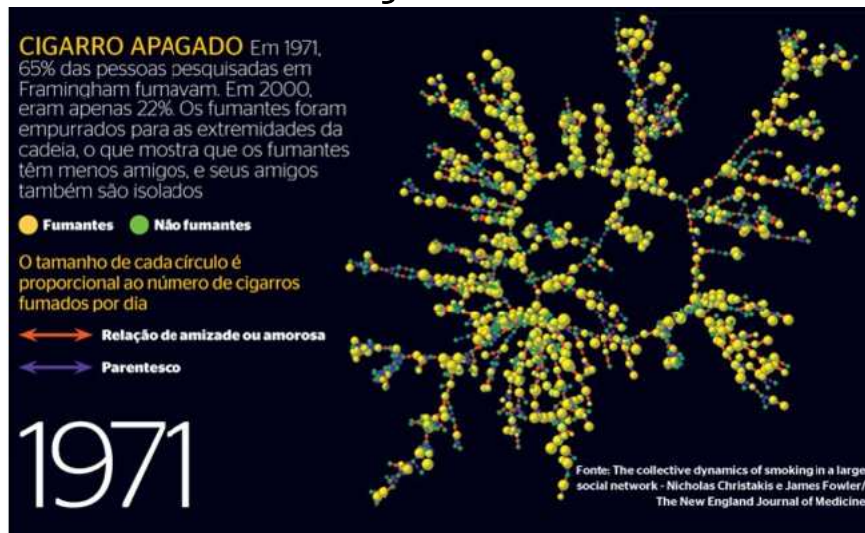 CIGARRO APAGADO Em 1971,
65% das pessoas pesquisadas em
Framingham fumavam. Em 2000,
eram apenas 22%. Os fumantes foram
empurrados para as extremidades da
cadeia, o que mostra que os fumantes
têm menos amigos, e seus amigos
também são isolados
Fumantes Não fumantes
O tamanho de cada círculo é
proporcional ao número de cigarros
fumados por dia
Relação de amizade ou amorosa
Parentesco
1971
Fonte: The collective dynamics of smoking in a large
social network - Nicholas Christakis e James Fowler/
The New England Journal of Medicine